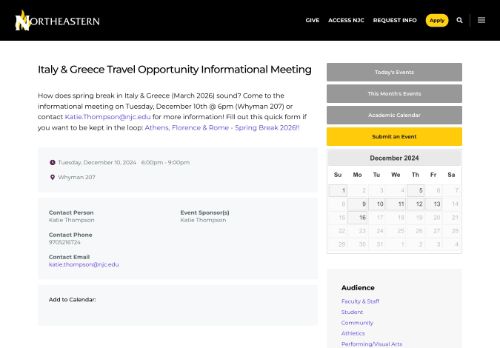 NORTHEASTERN
GIVE ACCESS NJC REQUEST INFO Apply
Italy & Greece Travel Opportunity Informational Meeting
How does spring break in Italy & Greece (March 2026) sound? Come to the
informational meeting on Tuesday, December 10th @ 6pm (Whyman 207) or
contact Katie.Thompson@njc.edu for more information! Fill out this quick form if
you want to be kept in the loop: Athens, Florence & Rome - Spring Break 2026!!
Tuesday, December 10, 2024 6:00pm - 9:00pm
Whyman 207
Contact Person
Katie Thampson
Event Sponsor(s)
Katie Thampson
Contact Phone
9705216724
Contact Email
katie.thampson@njc.edu
Add to Calendar:
Today's Events
This Month's Events
Academic Calendar
Submit an Event
December 2024
Su Mo Tu We Th Fr Sa
1 2 3 4 5 6 7
8 9 10 11 12 13 14
15 16 17 18 19 20 21
22 23 24 25 26 27 28
29 30 31 1 2 3 4
Audience
Faculty & Staff
Student
Community
Athletics
Performing/Visual Arts